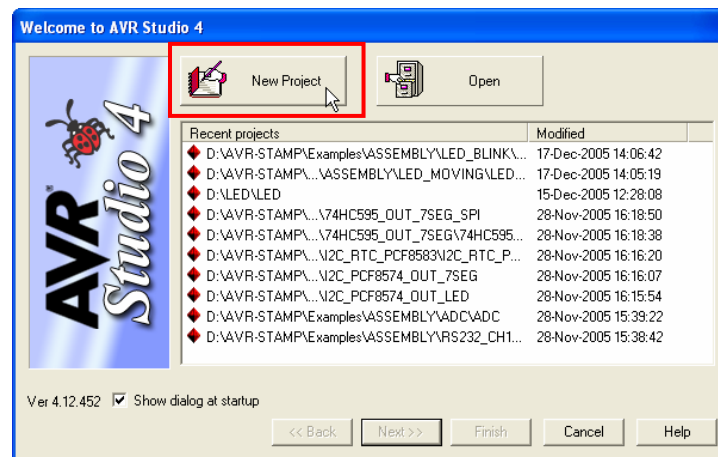 Welcome to AVR Studio 4
New Project
Open
AVR® Studio 4
Recent projects Modified
D:\AVR-STAMP\Examples\ASSEMBLY\LED_BLINK\... 17-Dec-2005 14:06:42
D:\AVR-STAMP\...\ASSEMBLY\LED_MOVING\LED... 17-Dec-2005 14:05:19
D:\LED\LED 15-Dec-2005 12:28:08
D:\AVR-STAMP\...\74HC595_OUT_7SEG_SPI 28-Nov-2005 16:18:50
D:\AVR-STAMP\...\74HC595_OUT_7SEG\74HC595... 28-Nov-2005 16:18:38
D:\AVR-STAMP\...\I2C_RTC_PCF8583\I2C_RTC_P... 28-Nov-2005 16:16:20
D:\AVR-STAMP\...\I2C_PCF8574_OUT_7SEG 28-Nov-2005 16:16:07
D:\AVR-STAMP\...\I2C_PCF8574_OUT_LED 28-Nov-2005 16:15:54
D:\AVR-STAMP\Examples\ASSEMBLY\ADC\ADC 28-Nov-2005 15:39:22
D:\AVR-STAMP\Examples\ASSEMBLY\RS232_CH1... 28-Nov-2005 15:38:42
Ver 4.12.452 Show dialog at startup
<< Back Next >> Finish Cancel Help